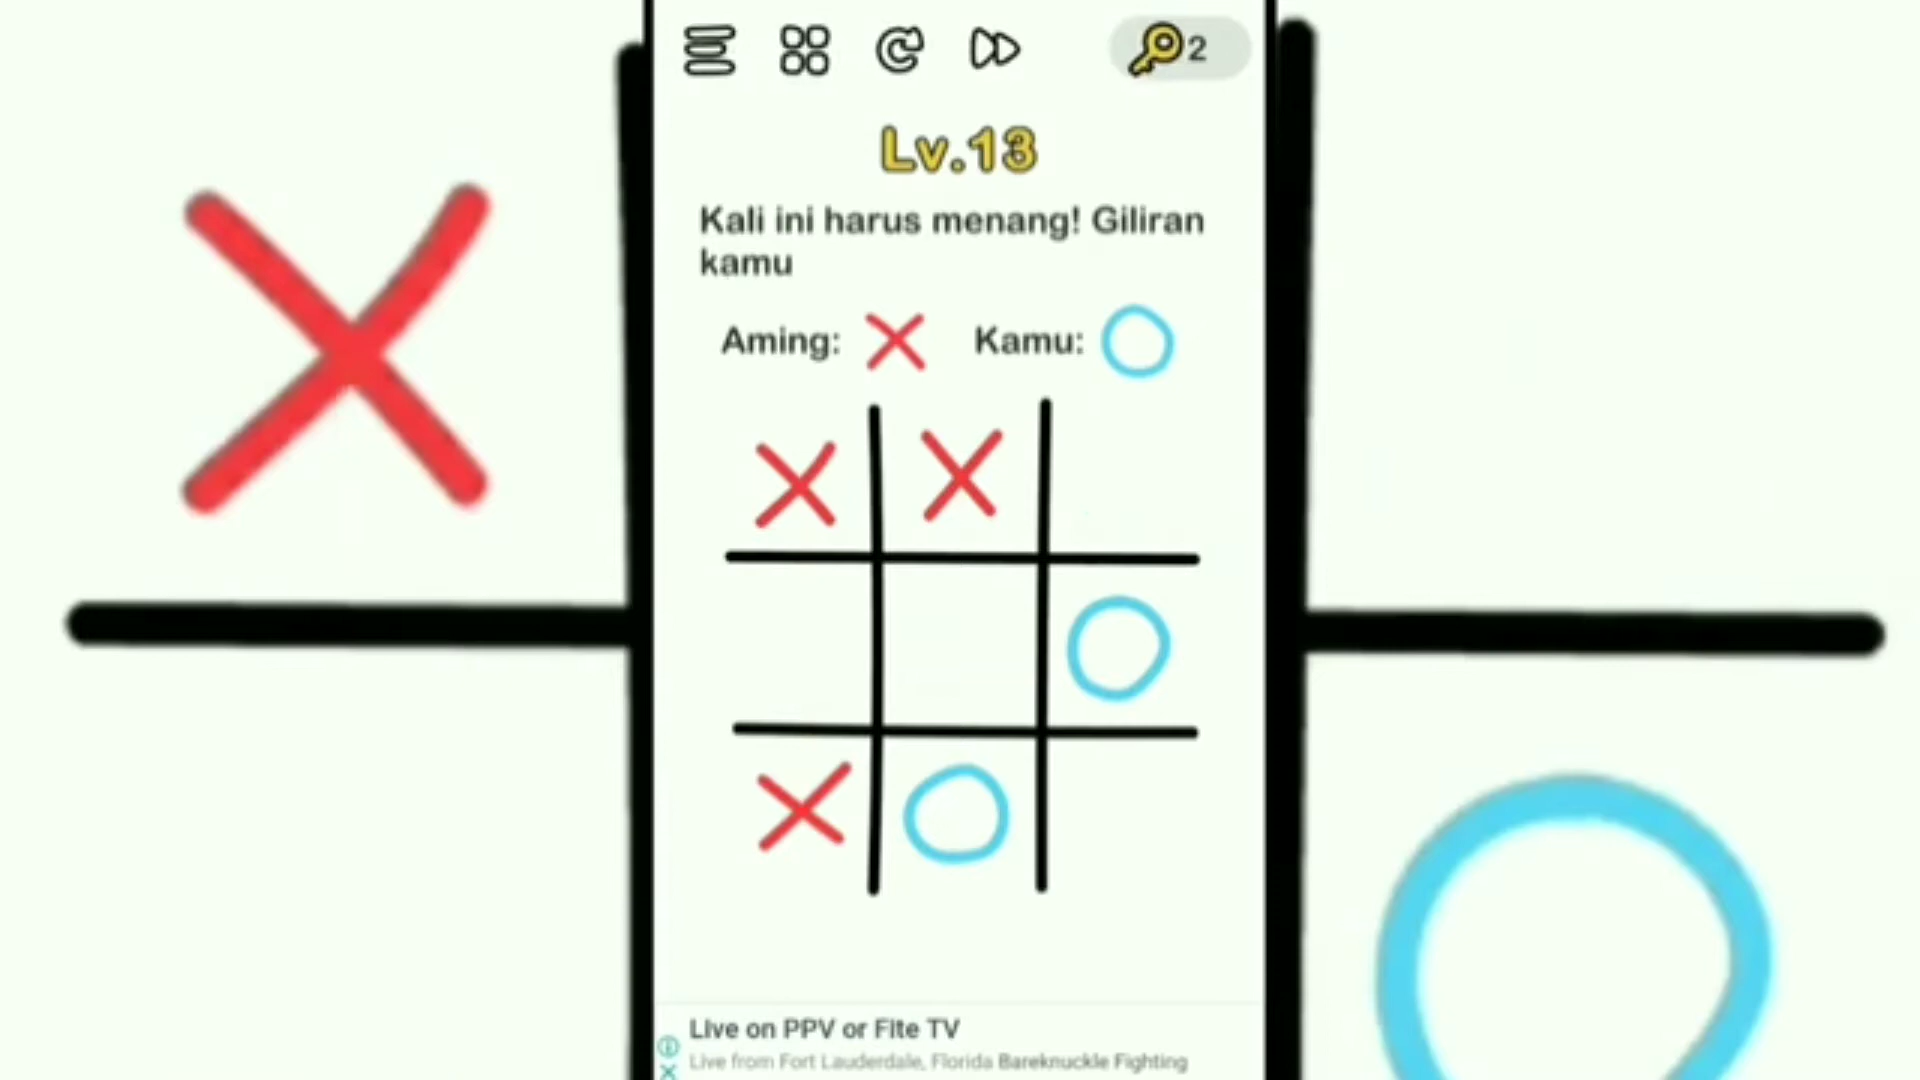 2
Lv.13
Kali ini harus menang! Giliran
kamu
Aming:
Kamu:
Live on PPV or Fite TV
Live from Fort Lauderdale, Florida Bareknuckle Fighting